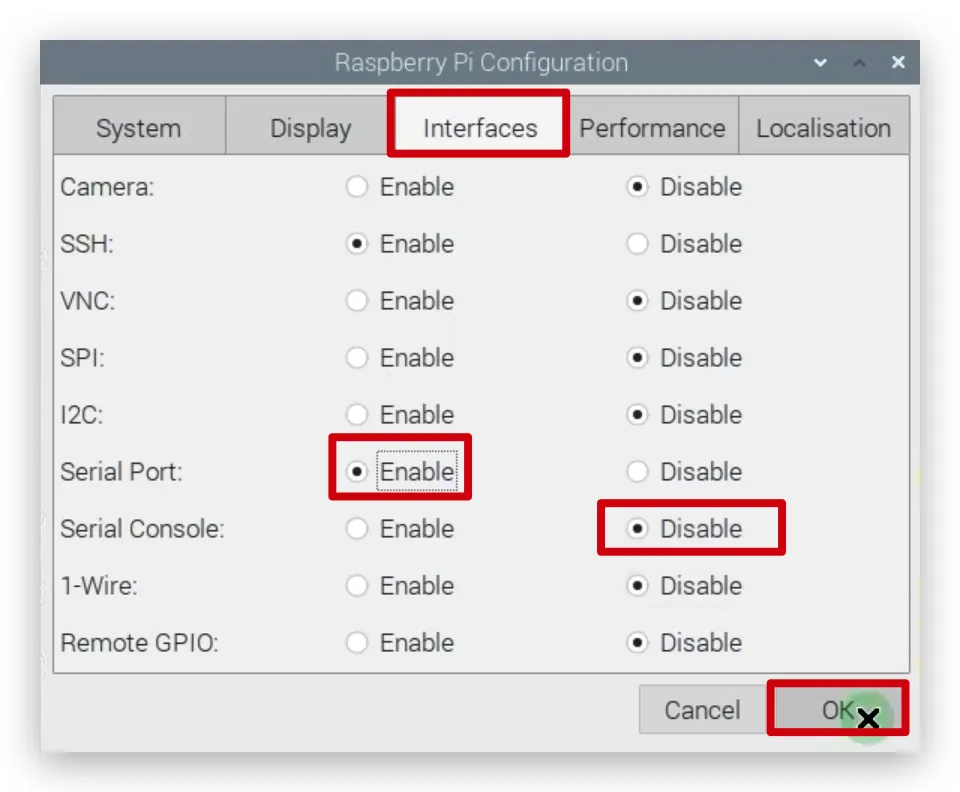 Raspberry Pi Configuration
System Display Interfaces Performance Localisation
Camera: Enable Disable
SSH: Enable Disable
VNC: Enable Disable
SPI: Enable Disable
I2C: Enable Disable
Serial Port: Enable Disable
Serial Console: Enable Disable
1-Wire: Enable Disable
Remote GPIO: Enable Disable
Cancel OK